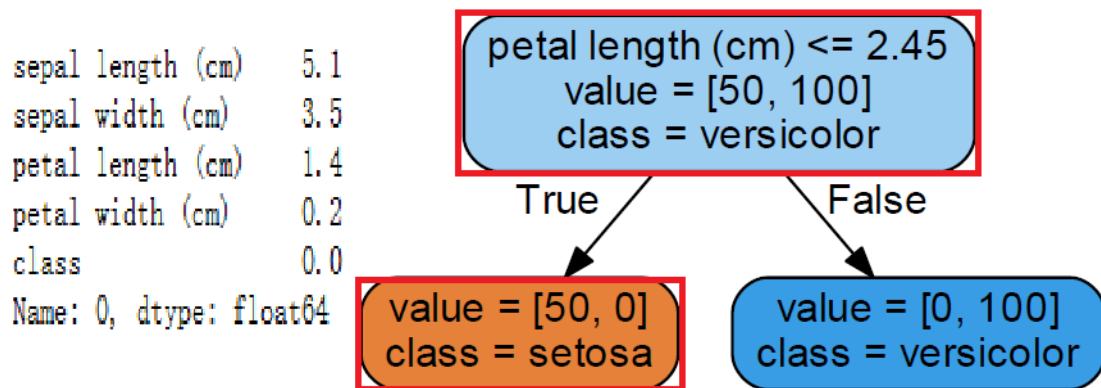 sepal length (cm) 5.1
sepal width (cm) 3.5
petal length (cm) 1.4
petal width (cm) 0.2
class 0.0
Name: 0, dtype: float64
petal length (cm) <= 2.45
value = [50, 100]
class = versicolor
True
False
value = [50, 0]
class = setosa
value = [0, 100]
class = versicolor